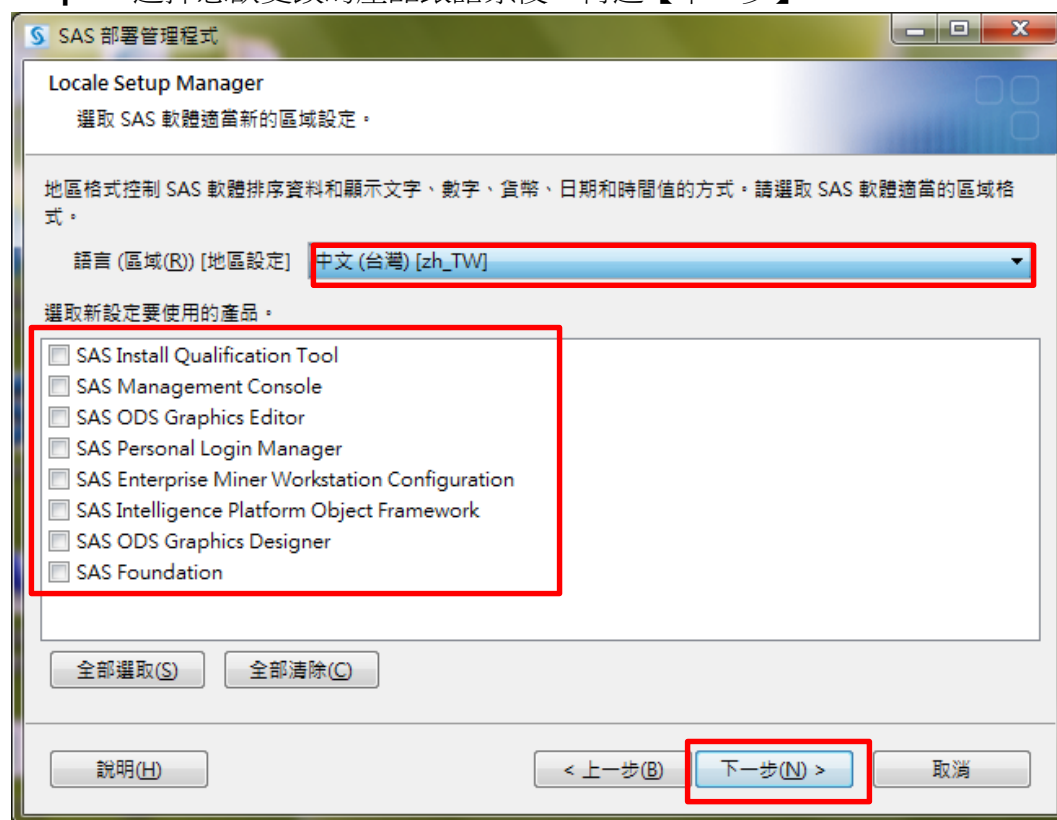 SAS 部署管理程式
Locale Setup Manager
選取 SAS 軟體適當新的區域設定。
地區格式控制 SAS 軟體排序資料和顯示文字、數字、貨幣、日期和時間值的方式。請選取 SAS 軟體適當的區域格
式。
語言 (區域(R)) [地區設定] 中文 (台灣) [zh_TW]
選取新設定要使用的產品。
SAS Install Qualification Tool
SAS Management Console
SAS ODS Graphics Editor
SAS Personal Login Manager
SAS Enterprise Miner Workstation Configuration
SAS Intelligence Platform Object Framework
SAS ODS Graphics Designer
SAS Foundation
全部選取(S) 全部清除(C)
說明(H) < 上一步(B) 下一步(N) > 取消